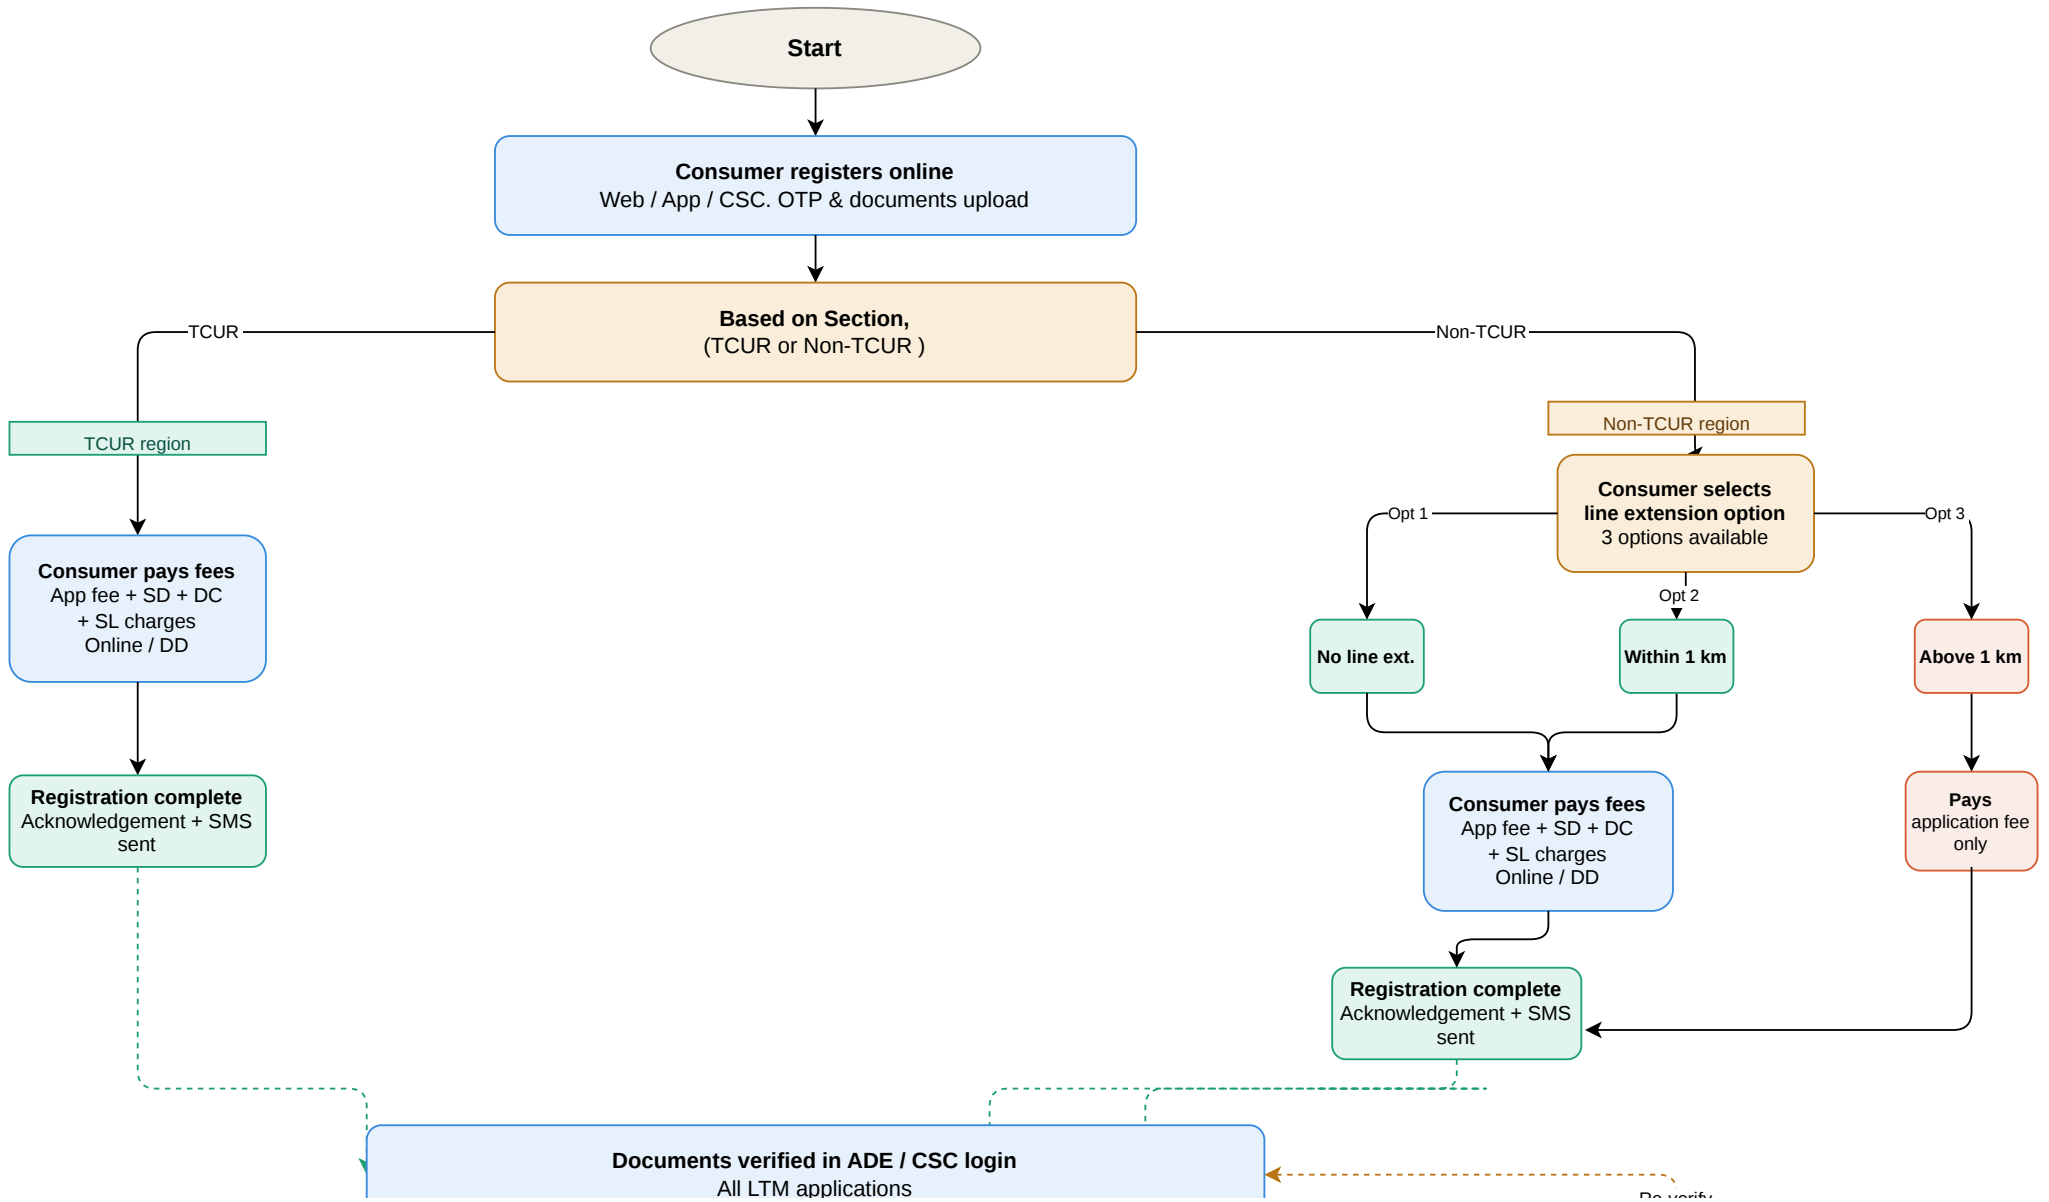 Start
Consumer registers online
Web / App / CSC. OTP & documents upload
Based on Section,
(TCUR or Non-TCUR )
TCUR
Non-TCUR
TCUR region
Non-TCUR region
Consumer selects
line extension option
3 options available
Opt 1
Opt 3
Opt 2
Consumer pays fees
App fee + SD + DC
+ SL charges
Online / DD
No line ext.
Within 1 km
Above 1 km
Registration complete
Acknowledgement + SMS
sent
Consumer pays fees
App fee + SD + DC
+ SL charges
Online / DD
Pays
application fee
only
Registration complete
Acknowledgement + SMS
sent
Documents verified in ADE / CSC login
All LTM applications
Re-verify